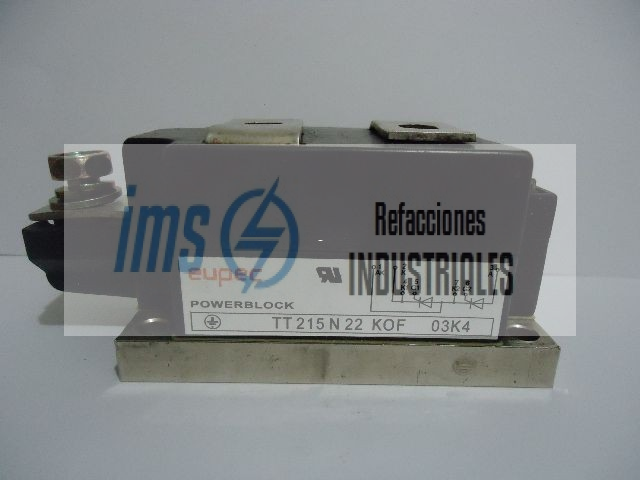 ims
Refacciones
INDUSTRIALES
eupec
POWERBLOCK
TT 215 N 22 KOF 03K4